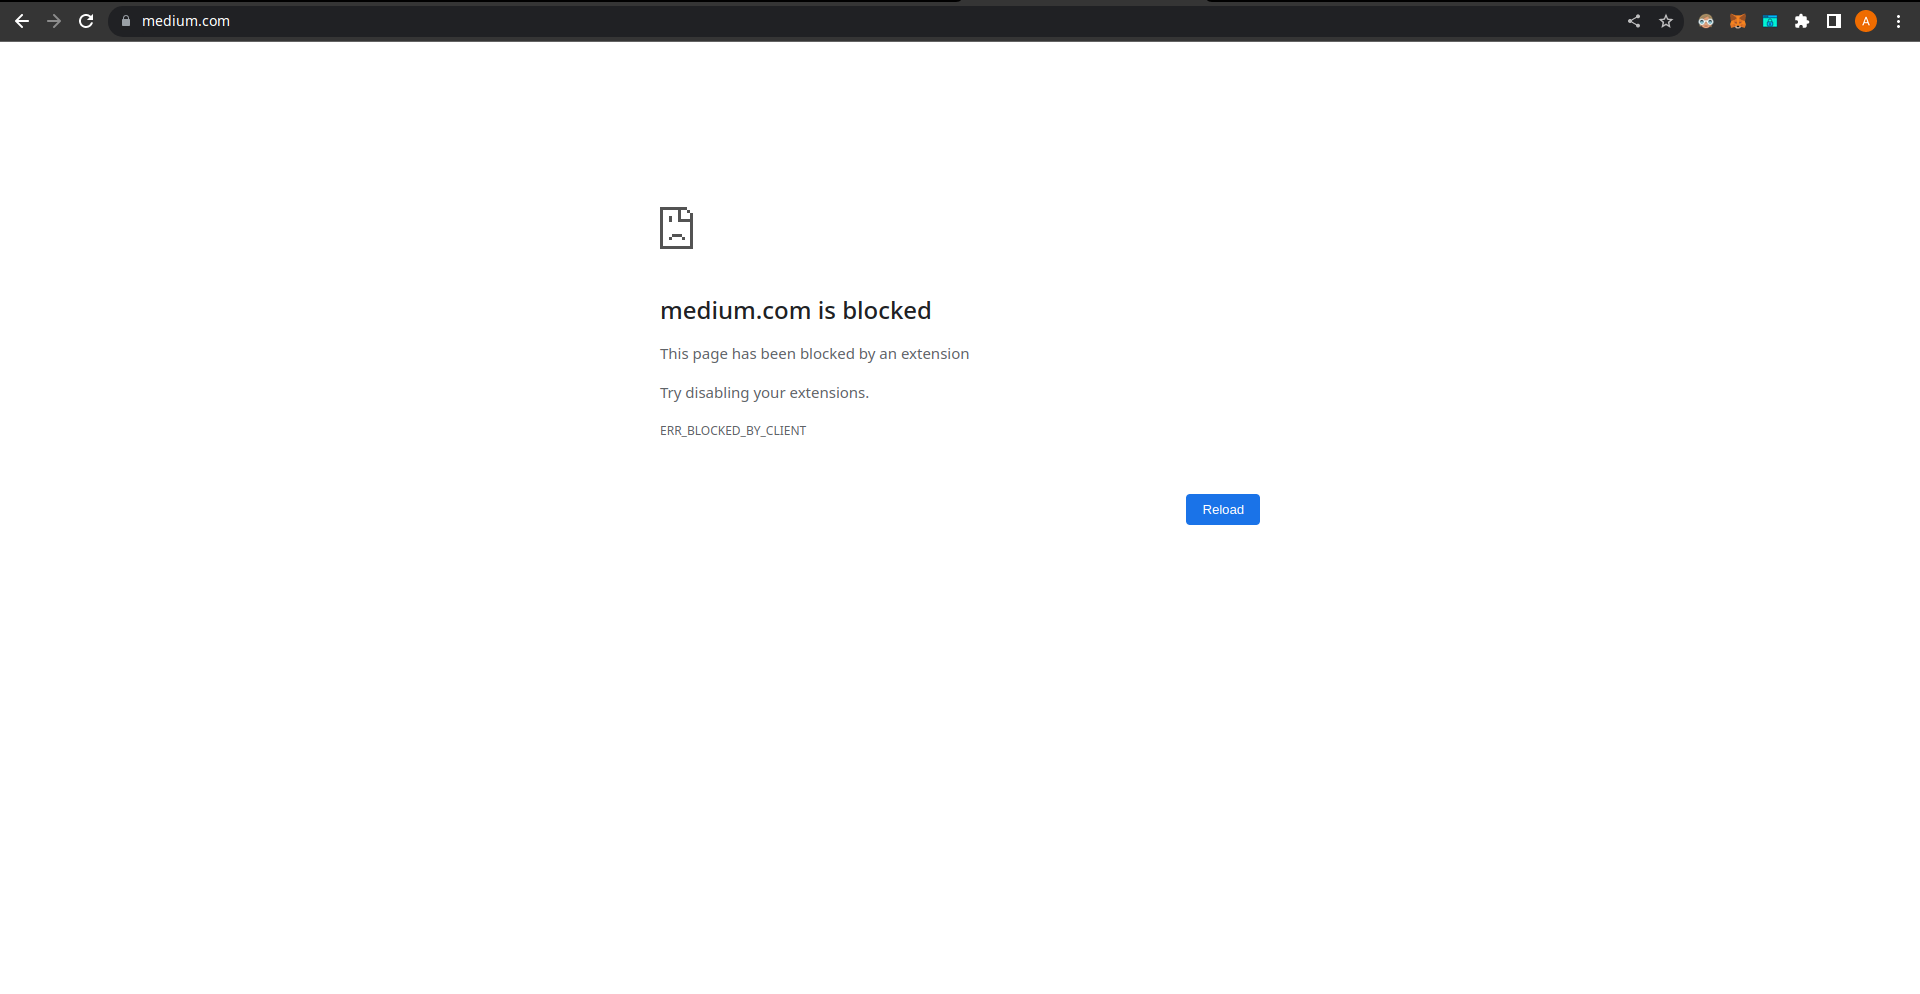 medium.com
A
medium.com is blocked
This page has been blocked by an extension
Try disabling your extensions.
ERR_BLOCKED_BY_CLIENT
Reload